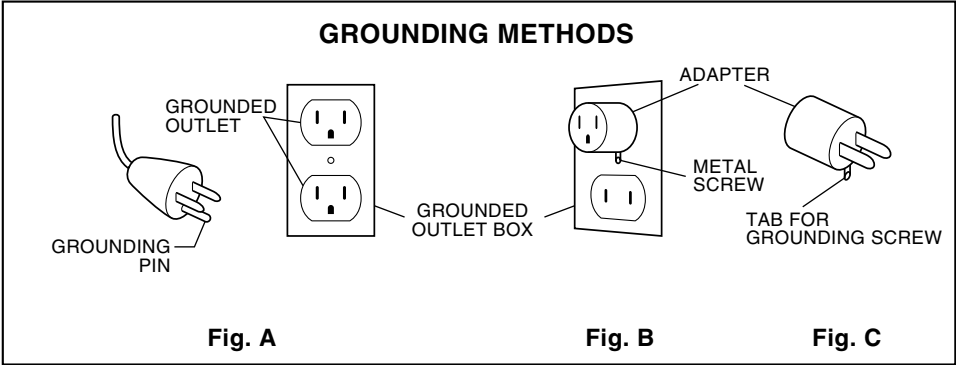 GROUNDING METHODS
GROUNDED
OUTLET
GROUNDING
PIN
GROUNDED
OUTLET BOX
ADAPTER
METAL
SCREW
TAB FOR
GROUNDING SCREW
Fig. A
Fig. B
Fig. C